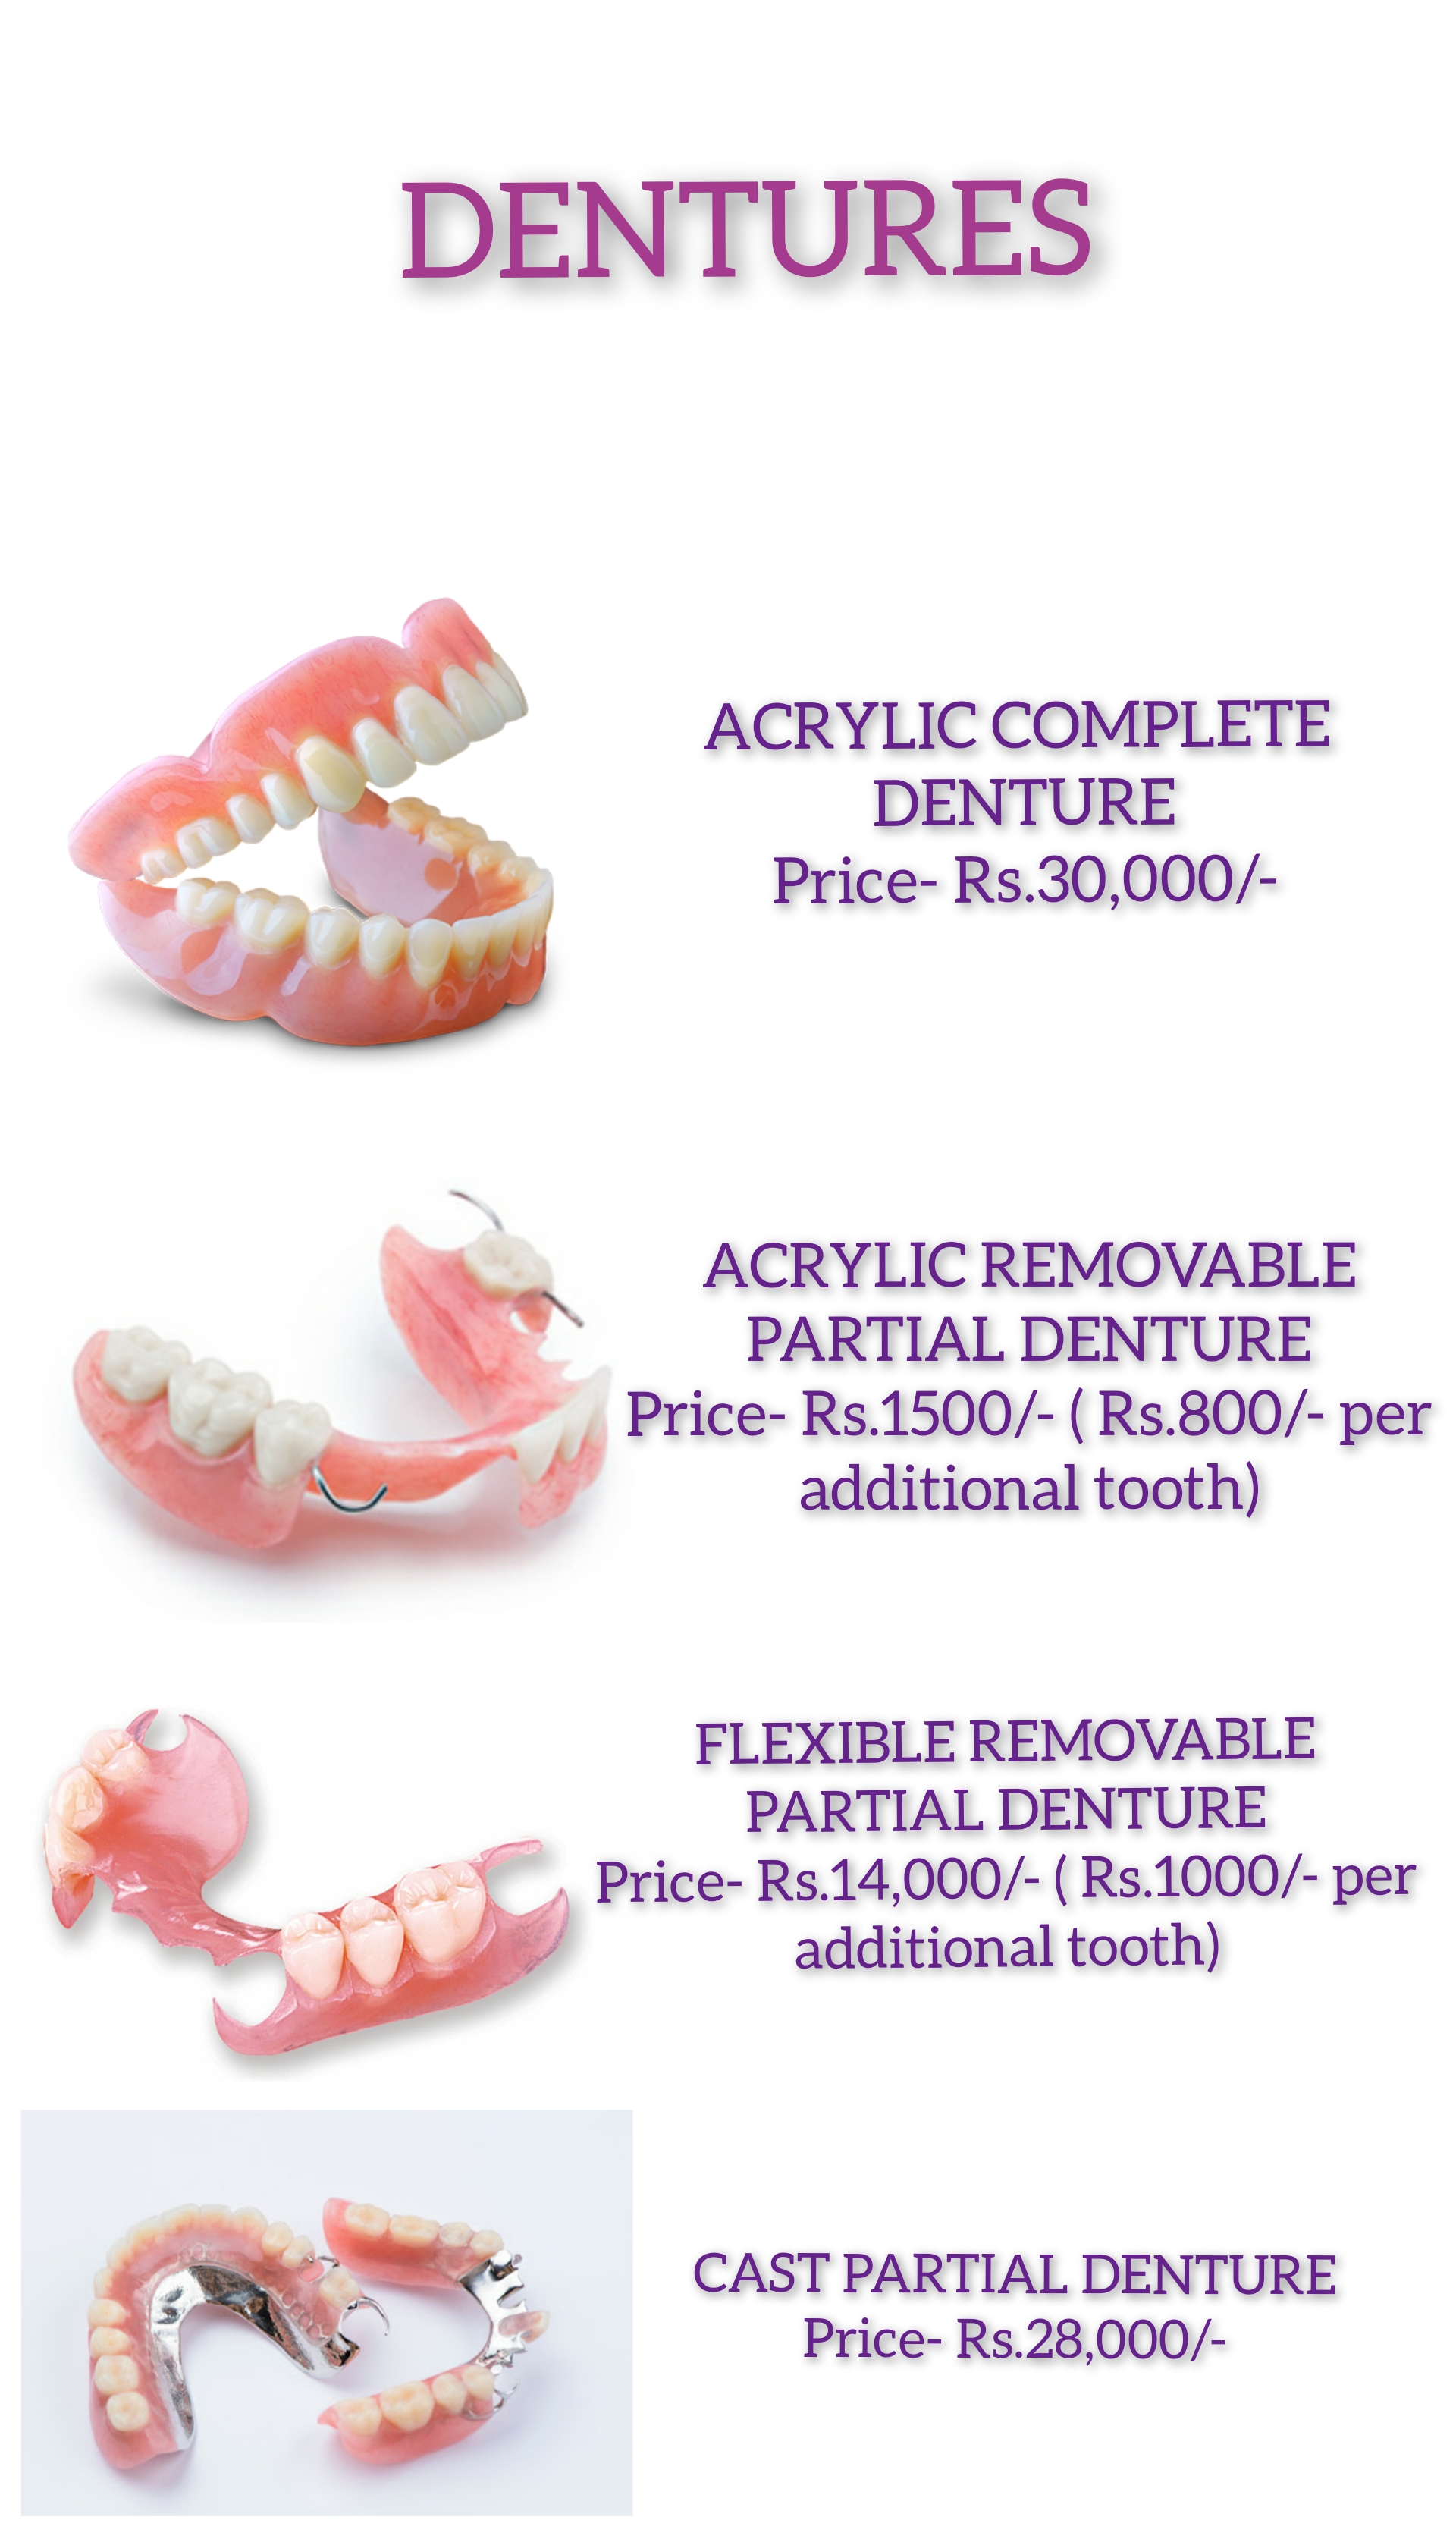 DENTURES
ACRYLIC COMPLETE
DENTURE
Price- Rs.30,000/-
ACRYLIC REMOVABLE
PARTIAL DENTURE
Price- Rs.1500/- ( Rs.800/- per
additional tooth)
FLEXIBLE REMOVABLE
PARTIAL DENTURE
Price- Rs.14,000/- ( Rs.1000/- per
additional tooth)
CAST PARTIAL DENTURE
Price- Rs.28,000/-